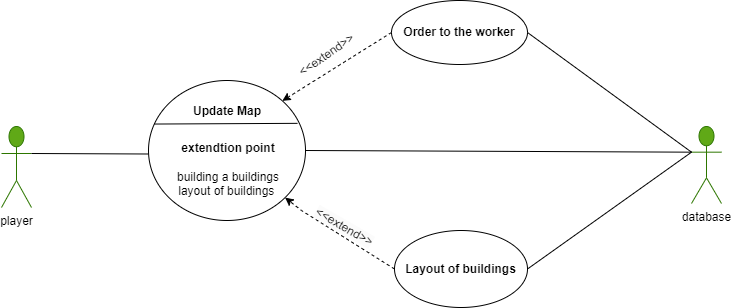 Order to the worker
<<extend>>
Update Map
extendtion point
building a buildings
layout of buildings
player
database
<<extend>>
Layout of buildings